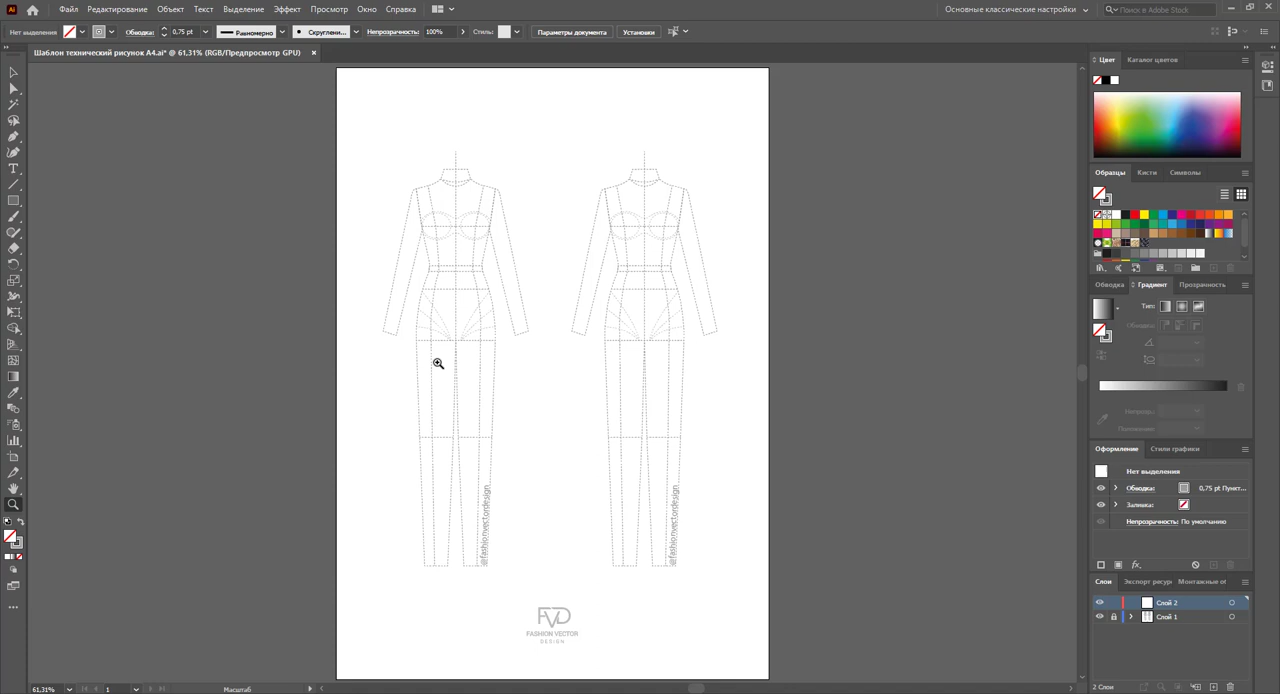 Ai Файл Редактирование Объект Текст Выделение Эффект Просмотр Окно Справка Основные классические настройки Поиск в Adobe Stock
Нет выделения Обводка: 0,75 pt Равномерно Скруглени... Непрозрачность: 100% Стиль: Параметры документа Установки
Шаблон технический рисунок А4.ai* @ 61,31% (RGB/Предпросмотр GPU)
Цвет Каталог цветов
Образцы Кисти Символы
Обводка Градиент Прозрачность
Тип:
Обводка:
Оформление Стили графики
Нет выделения
Обводка: 0,75 pt Пункт...
Заливка:
Непрозрачность: По умолчанию
@fashionvectordesign
@fashionvectordesign
FVD
FASHION VECTOR
DESIGN
fx
Слои Экспорт ресур Монтажные об
Слой 2
Слой 1
2 Слои
61,31% 1 Масштаб